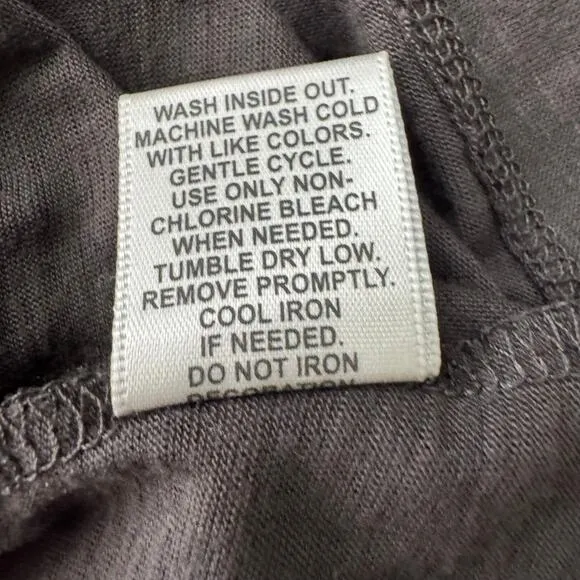 WASH INSIDE OUT.
MACHINE WASH COLD
WITH LIKE COLORS.
GENTLE CYCLE.
USE ONLY NON-
CHLORINE BLEACH
WHEN NEEDED.
TUMBLE DRY LOW.
REMOVE PROMPTLY.
COOL IRON
IF NEEDED.
DO NOT IRON
DECORATION